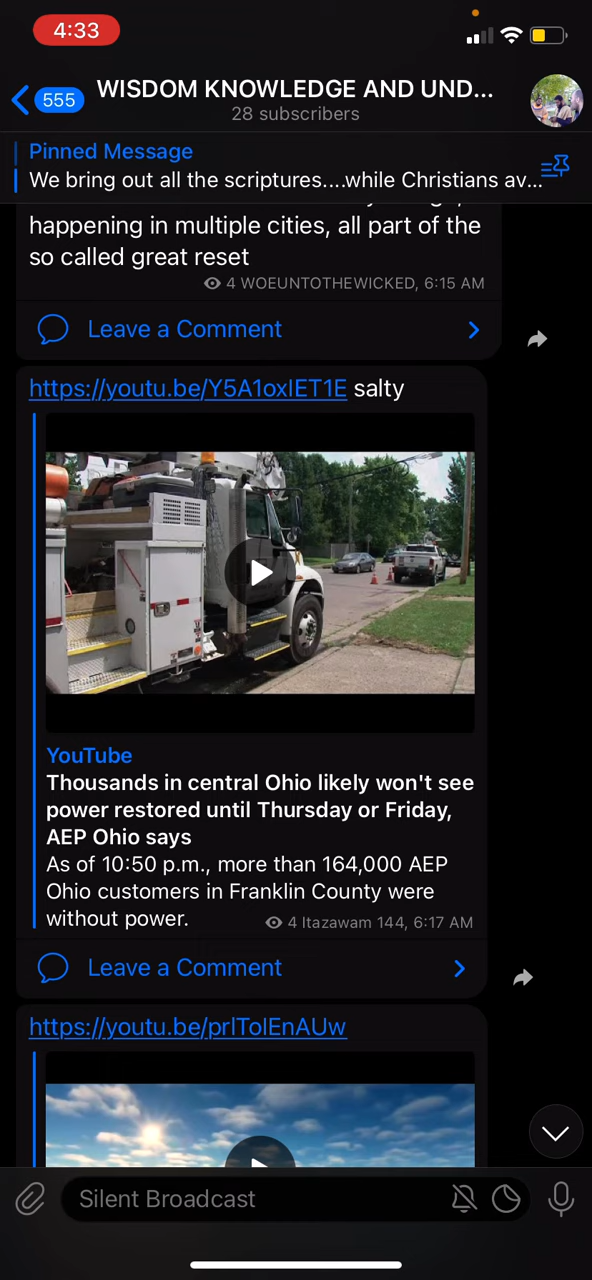 4:33
555
WISDOM KNOWLEDGE AND UND...
28 subscribers
Pinned Message
We bring out all the scriptures....while Christians av...
happening in multiple cities, all part of the
so called great reset
4 WOEUNTOTHEWICKED, 6:15 AM
Leave a Comment
https://youtu.be/Y5A1oxlET1E salty
YouTube
Thousands in central Ohio likely won't see
power restored until Thursday or Friday,
AEP Ohio says
As of 10:50 p.m., more than 164,000 AEP
Ohio customers in Franklin County were
without power.
4 Itazawam 144, 6:17 AM
Leave a Comment
https://youtu.be/prlTolEnAUw
Silent Broadcast